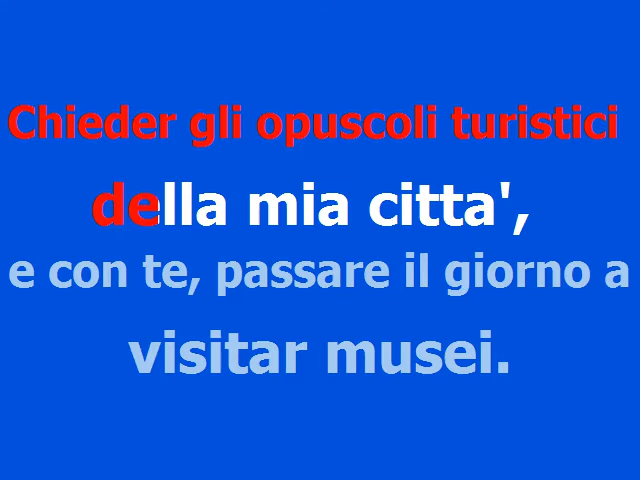 Chieder gli opuscoli turistici
della mia citta',
e con te, passare il giorno a
visitar musei.